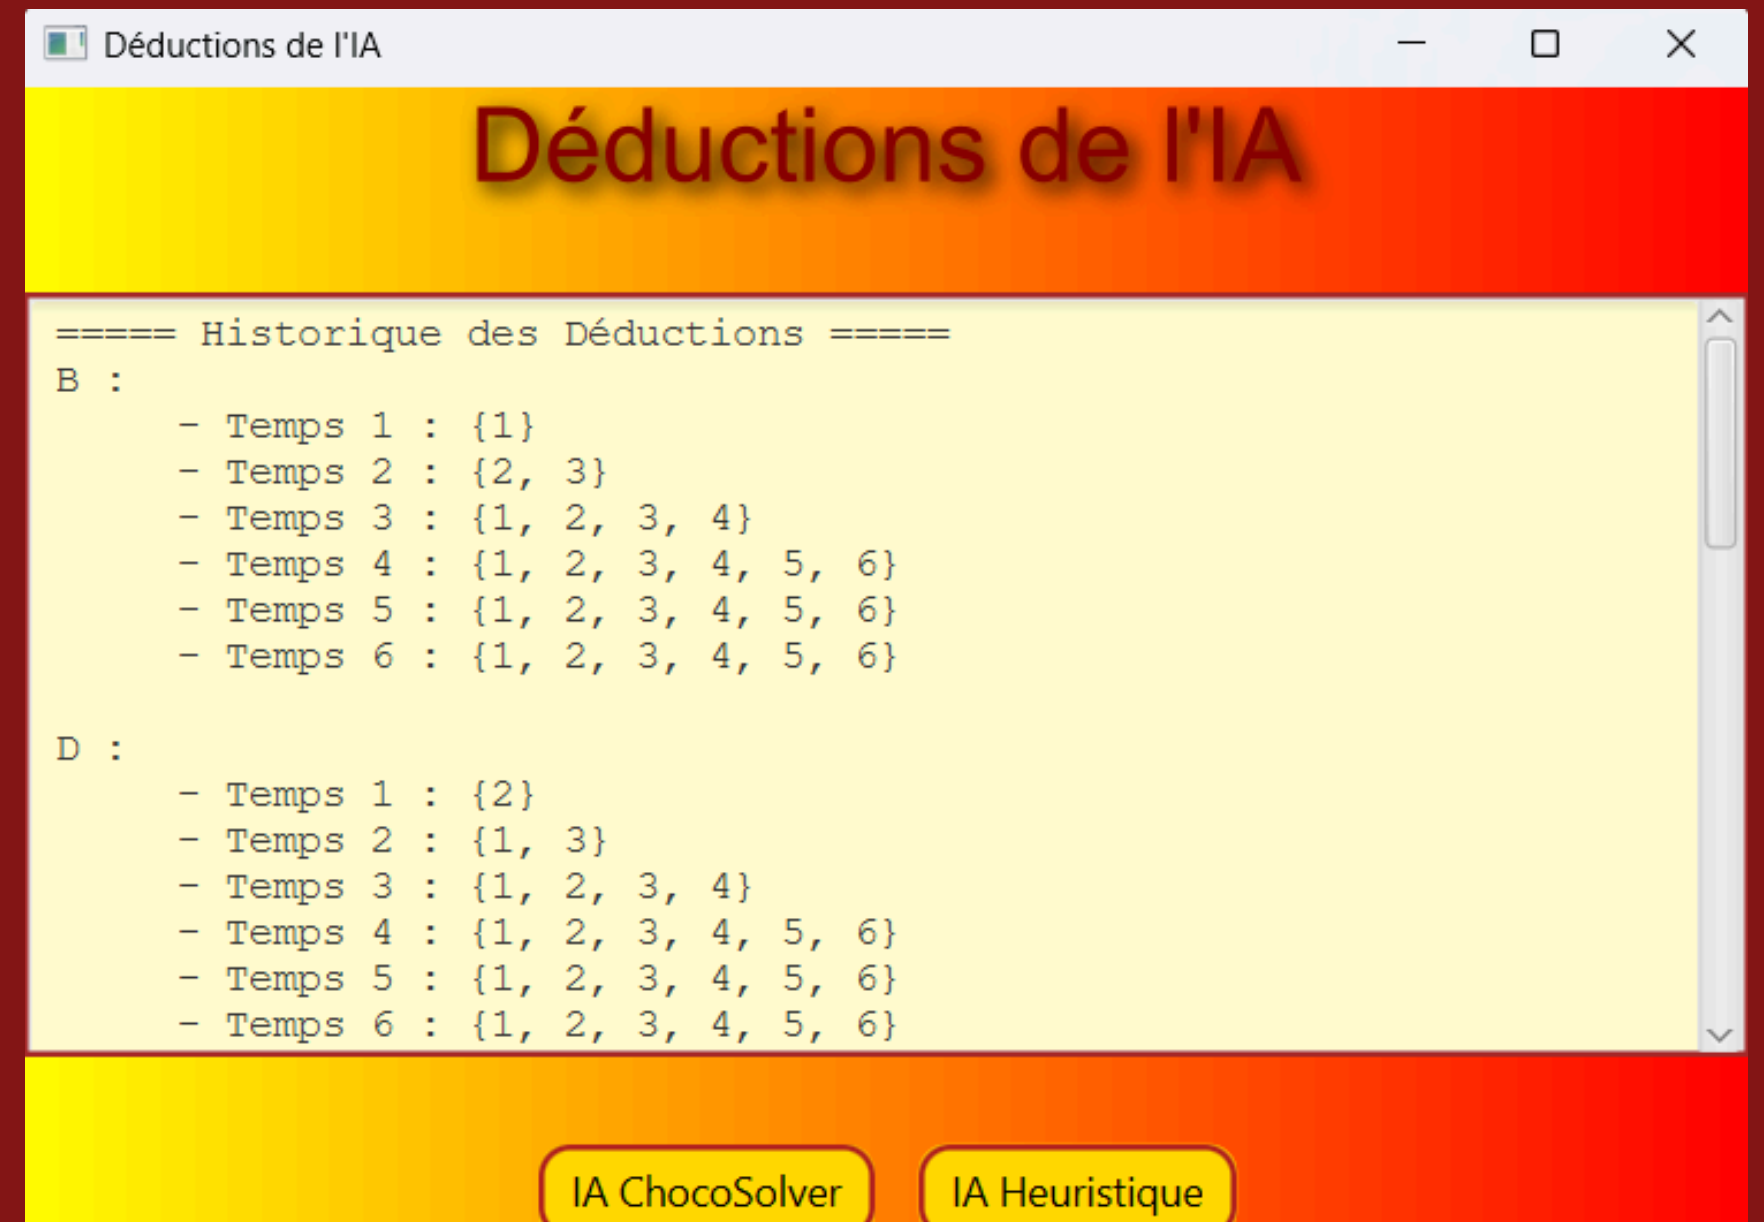 Déductions de l'IA
Déductions de l'IA
===== Historique des Déductions =====
B :
- Temps 1 : {1}
- Temps 2 : {2, 3}
- Temps 3 : {1, 2, 3, 4}
- Temps 4 : {1, 2, 3, 4, 5, 6}
- Temps 5 : {1, 2, 3, 4, 5, 6}
- Temps 6 : {1, 2, 3, 4, 5, 6}
D :
- Temps 1 : {2}
- Temps 2 : {1, 3}
- Temps 3 : {1, 2, 3, 4}
- Temps 4 : {1, 2, 3, 4, 5, 6}
- Temps 5 : {1, 2, 3, 4, 5, 6}
- Temps 6 : {1, 2, 3, 4, 5, 6}
IA ChocoSolver IA Heuristique